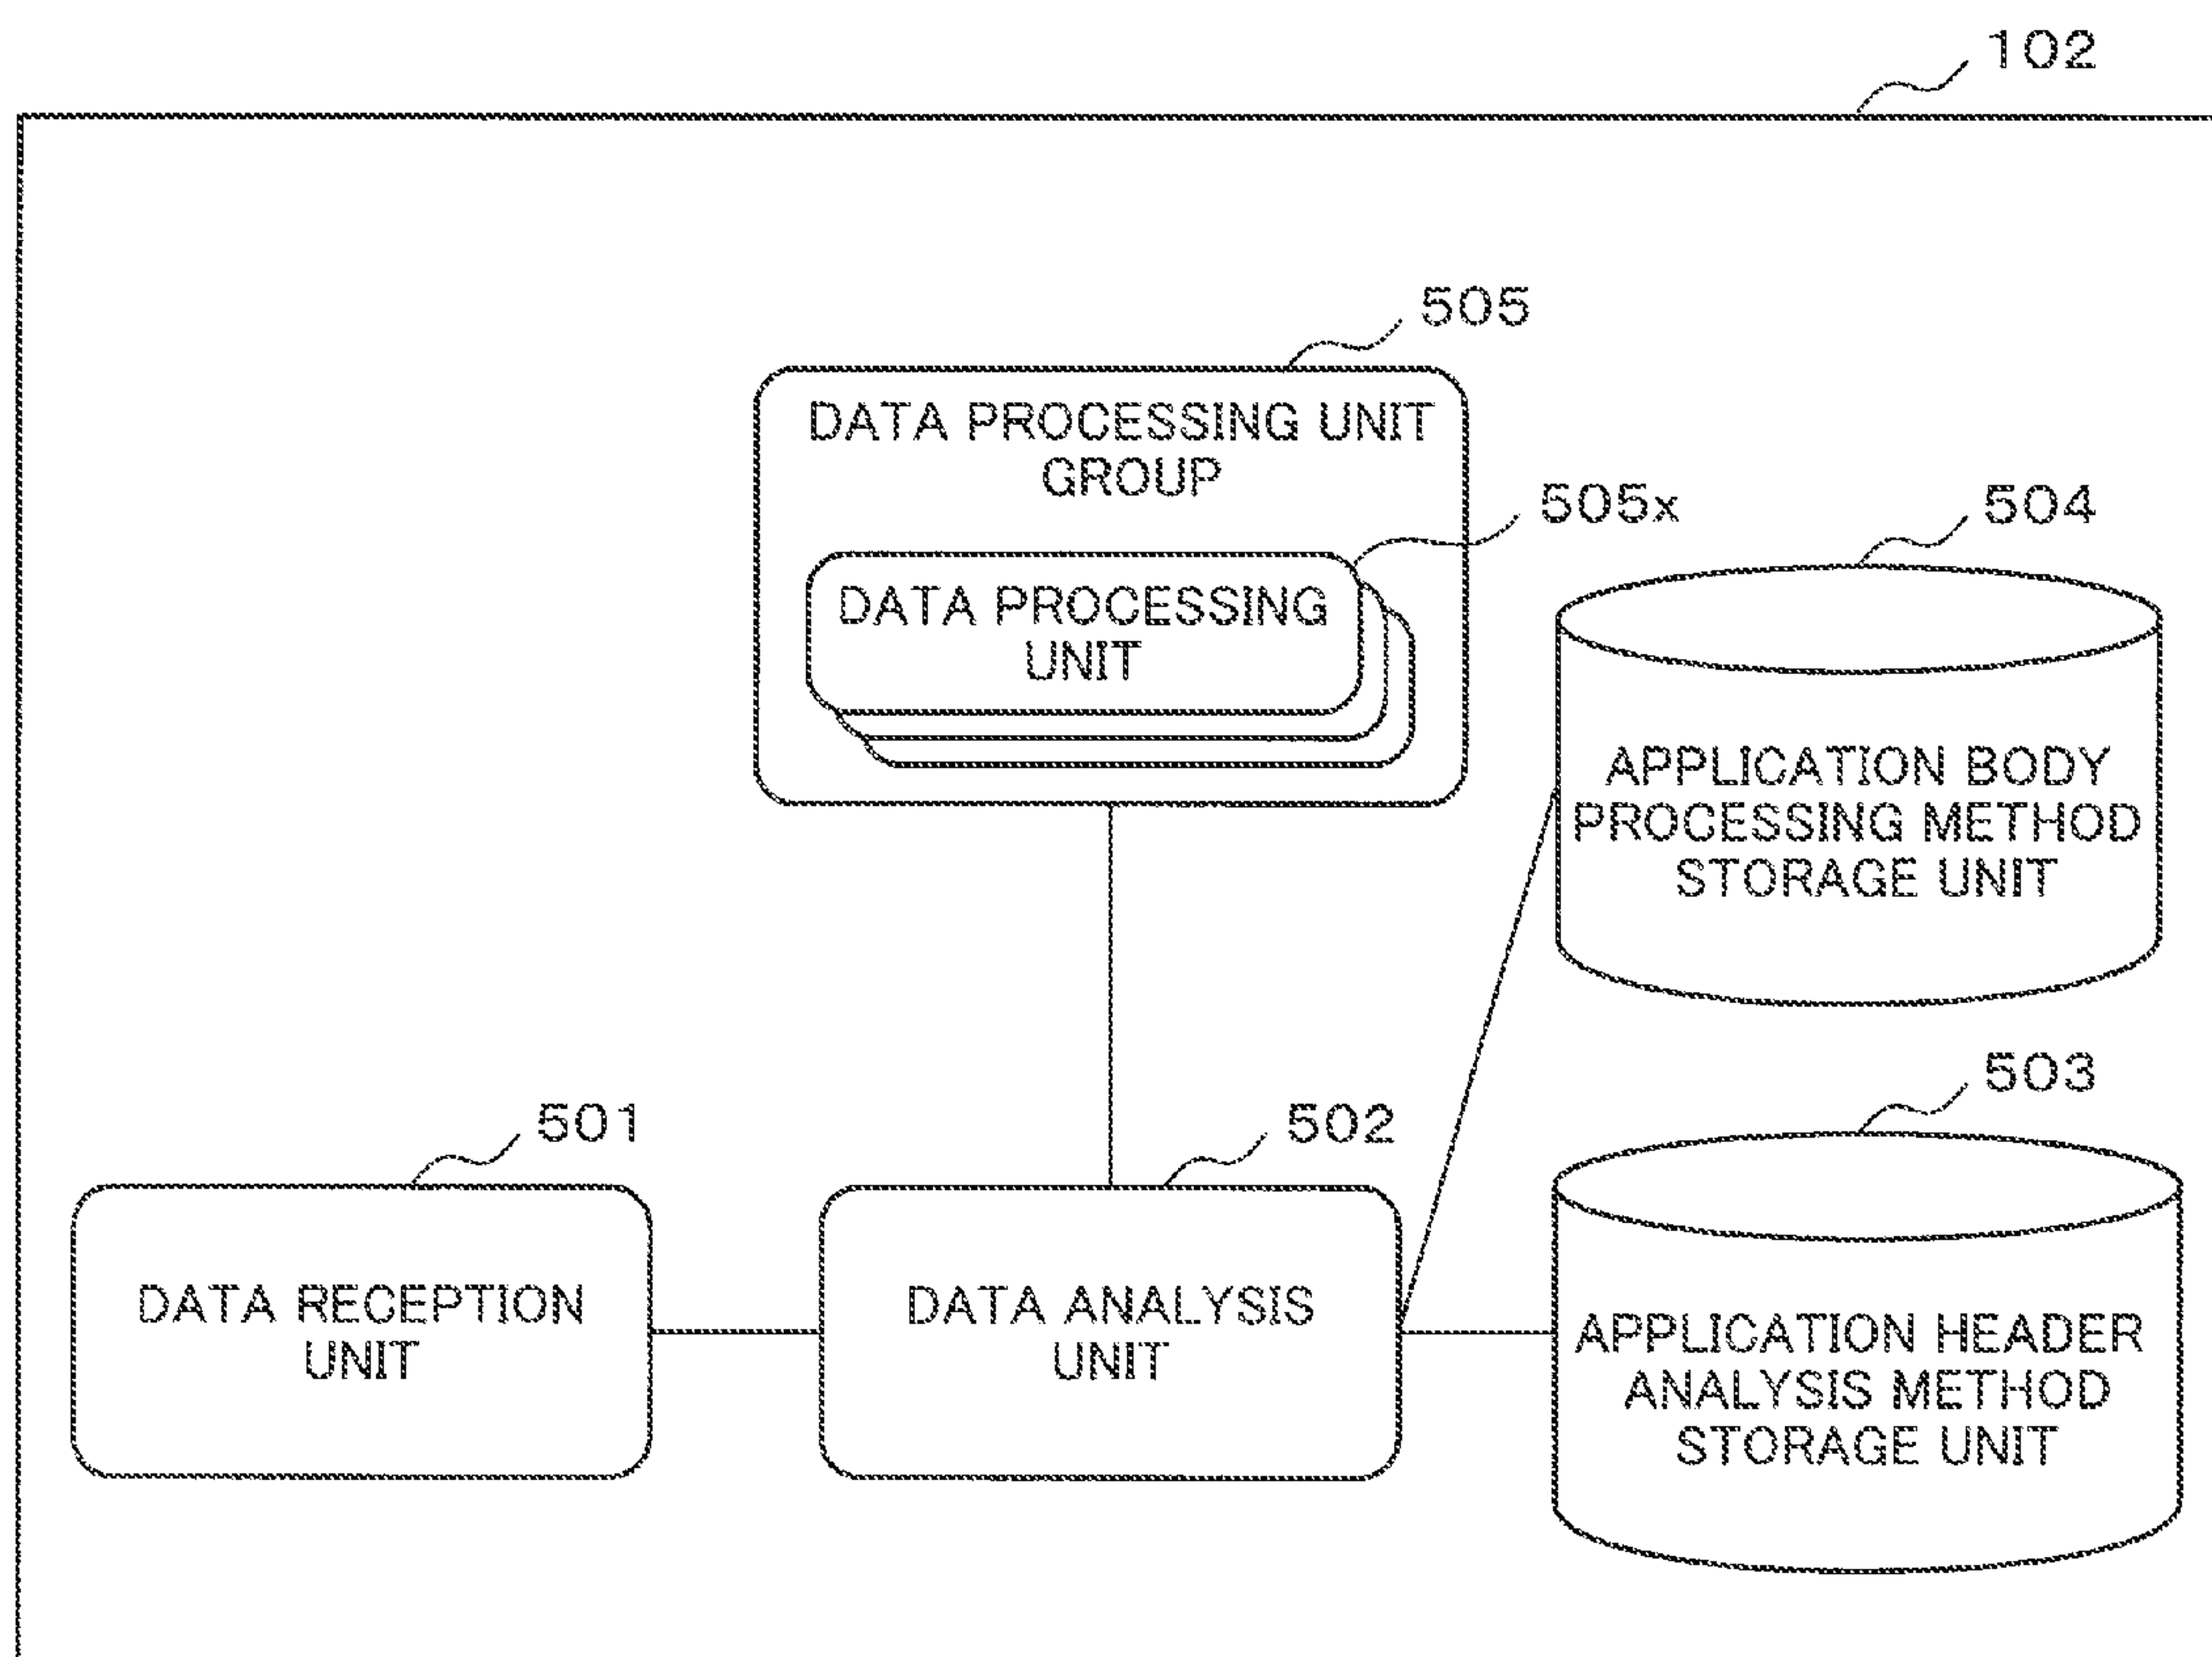 102
505
DATA PROCESSING UNIT
GROUP
505x
DATA PROCESSING
UNIT
504
APPLICATION BODY
PROCESSING METHOD
STORAGE UNIT
503
501
502
DATA RECEPTION
UNIT
DATA ANALYSIS
UNIT
APPLICATION HEADER
ANALYSIS METHOD
STORAGE UNIT